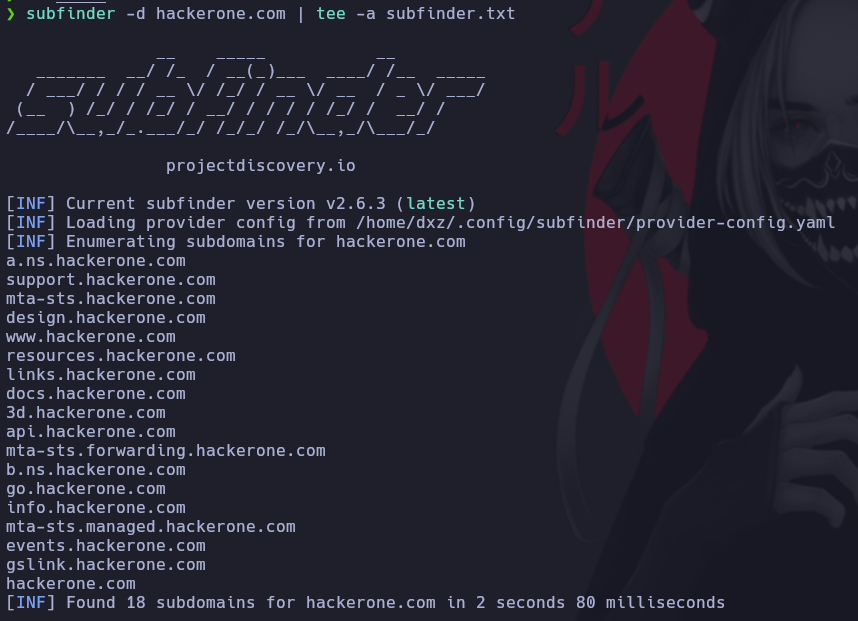 ❯ subfinder -d hackerone.com | tee -a subfinder.txt
               __    _____           __
   _______  __/ /_  / __(_)___  ____/ /__  _____
  / ___/ / / / __ \/ /_/ / __ \/ __  / _ \/ ___/
 (__  ) /_/ / /_/ / __/ / / / / /_/ /  __/ /
/____/\__,_/_.___/_/ /_/_/ /_/\__,_/\___/_/
projectdiscovery.io
[INF] Current subfinder version v2.6.3 (latest)
[INF] Loading provider config from /home/dxz/.config/subfinder/provider-config.yaml
[INF] Enumerating subdomains for hackerone.com
a.ns.hackerone.com
support.hackerone.com
mta-sts.hackerone.com
design.hackerone.com
www.hackerone.com
resources.hackerone.com
links.hackerone.com
docs.hackerone.com
3d.hackerone.com
api.hackerone.com
mta-sts.forwarding.hackerone.com
b.ns.hackerone.com
go.hackerone.com
info.hackerone.com
mta-sts.managed.hackerone.com
events.hackerone.com
gslink.hackerone.com
hackerone.com
[INF] Found 18 subdomains for hackerone.com in 2 seconds 80 milliseconds